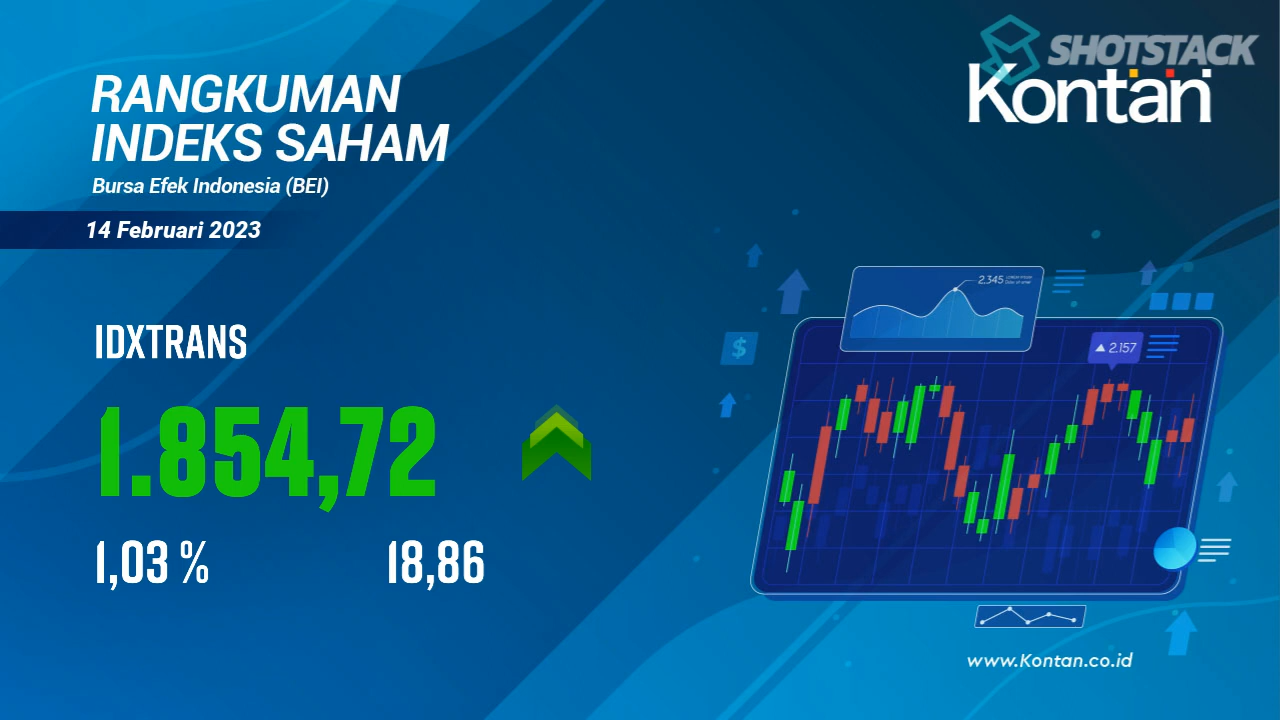 SHOTSTACK
Kontan
RANGKUMAN
INDEKS SAHAM
Bursa Efek Indonesia (BEI)
14 Februari 2023
IDXTRANS
1.854,72
1,03 %
18,86
2.345
$
2.157
www.Kontan.co.id